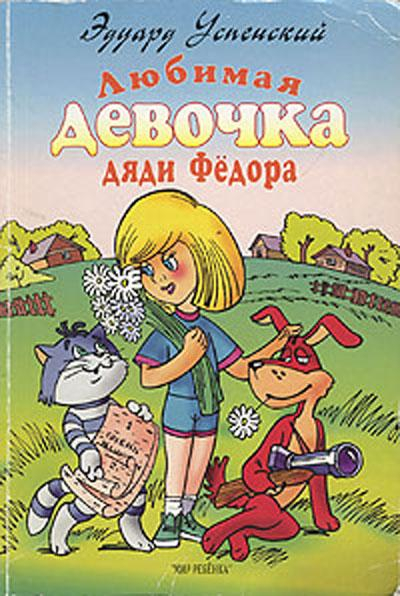 Эдуард Успенский
Любимая
девочка
дяди Фёдора
"МИР РЕБЁНКА"